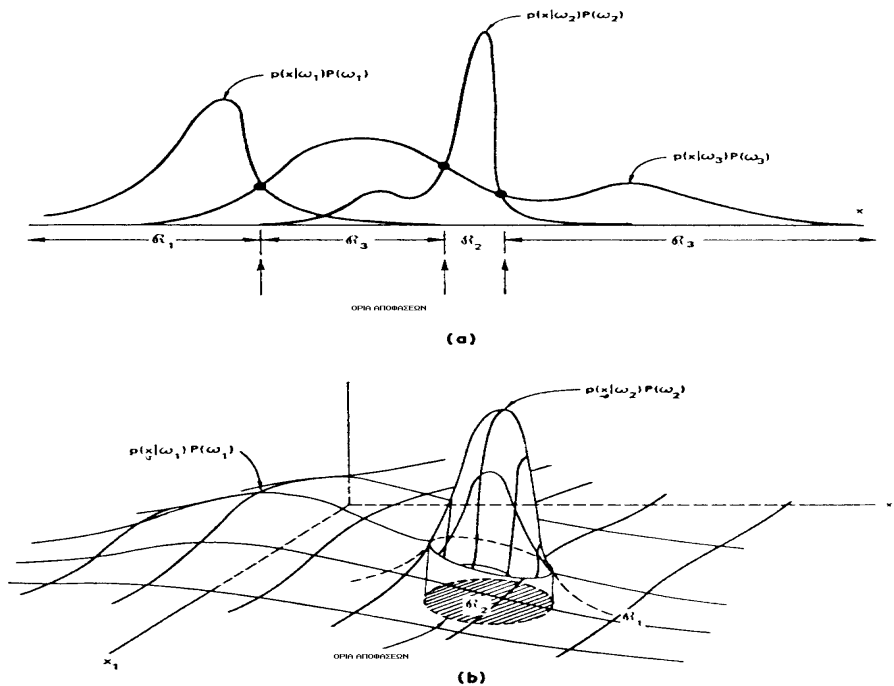 p(x|ω₂)P(ω₂)
p(x|ω₁)P(ω₁)
p(x|ω₃)P(ω₃)
x
ℛ₁ ℛ₃ ℛ₂ ℛ₃
ΟΡΙΑ ΑΠΟΦΑΣΕΩΝ
(a)
p(x|ω₂)P(ω₂)
p(x|ω₁)P(ω₁)
x
ℛ₂
ℛ₁
x₁
ΟΡΙΑ ΑΠΟΦΑΣΕΩΝ
(b)